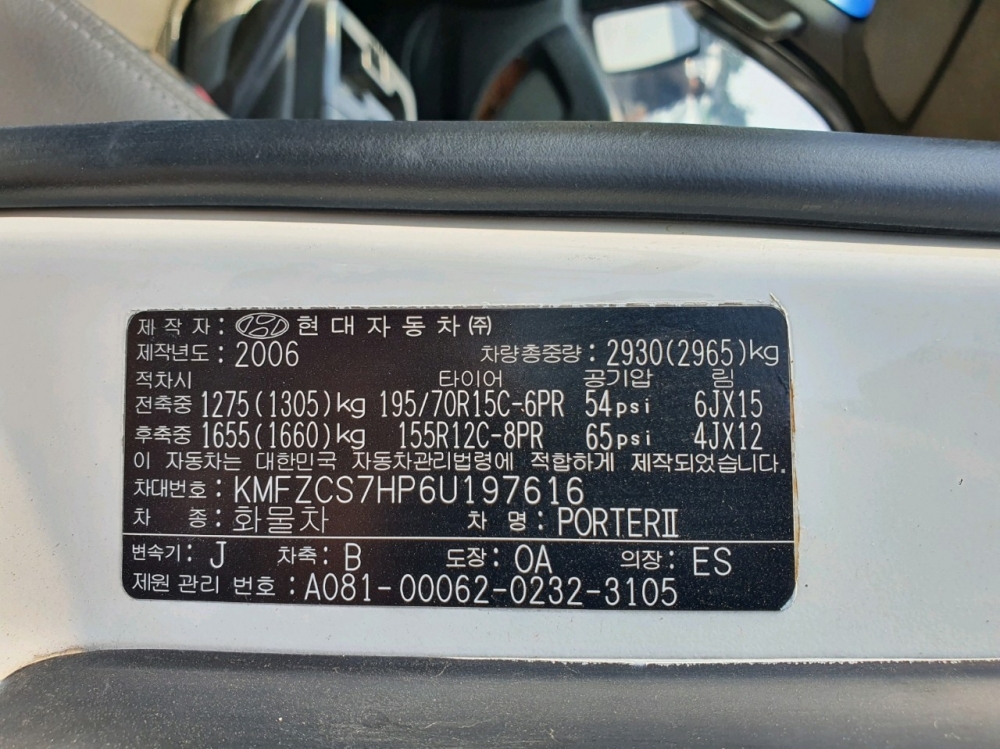 제 작 자 : 현대자동차㈜
제작년도 : 2006 차량총중량 : 2930(2965)kg
적차시 타이어 공기압 림
전축중 1275(1305)kg 195/70R15C-6PR 54psi 6JX15
후축중 1655(1660)kg 155R12C-8PR 65psi 4JX12
이 자동차는 대한민국 자동차관리법령에 적합하게 제작되었습니다.
차대번호 : KMFZCS7HP6U197616
차 종 : 화물차 차 명 : PORTERⅡ
변속기 : J 차축 : B 도장 : OA 의장 : ES
제원 관리 번호 : A081-00062-0232-3105